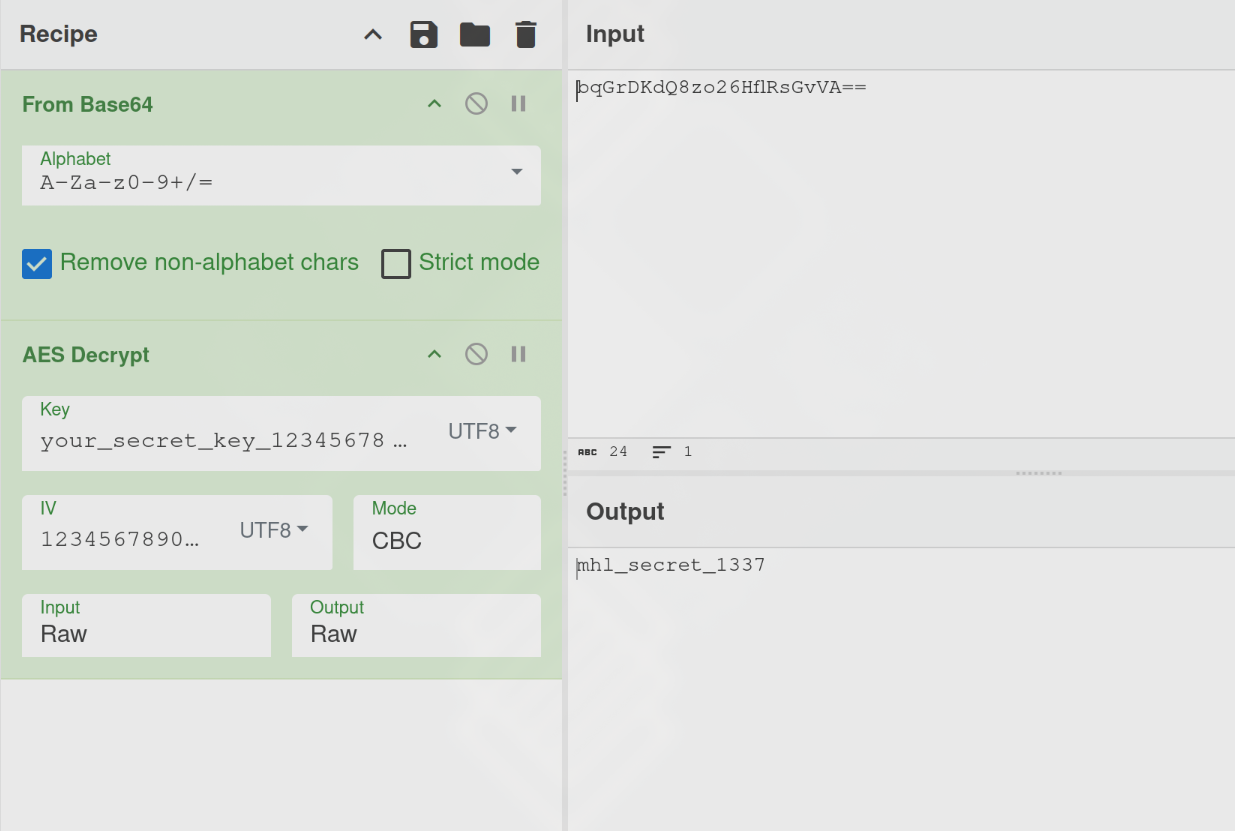 Recipe
From Base64
Alphabet
A-Za-z0-9+/=
Remove non-alphabet chars
Strict mode
AES Decrypt
Key
your_secret_key_12345678 …
UTF8
IV
1234567890…
UTF8
Mode
CBC
Input
Raw
Output
Raw
Input
bqGrDKdQ8zo26HflRsGvVA==
ABC 24
1
Output
mhl_secret_1337